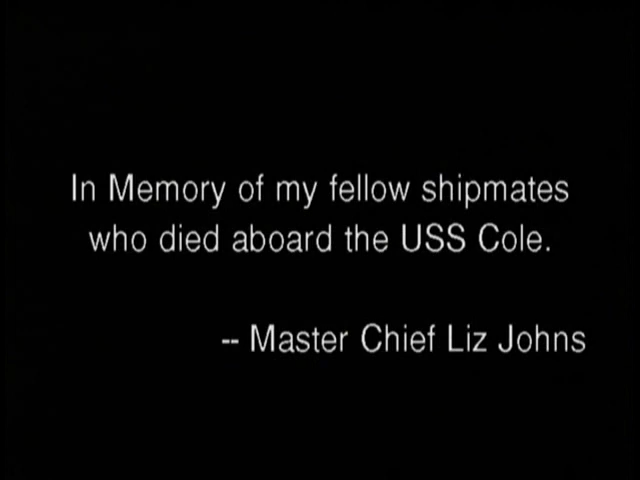 In Memory of my fellow shipmates
who died aboard the USS Cole.
-- Master Chief Liz Johns